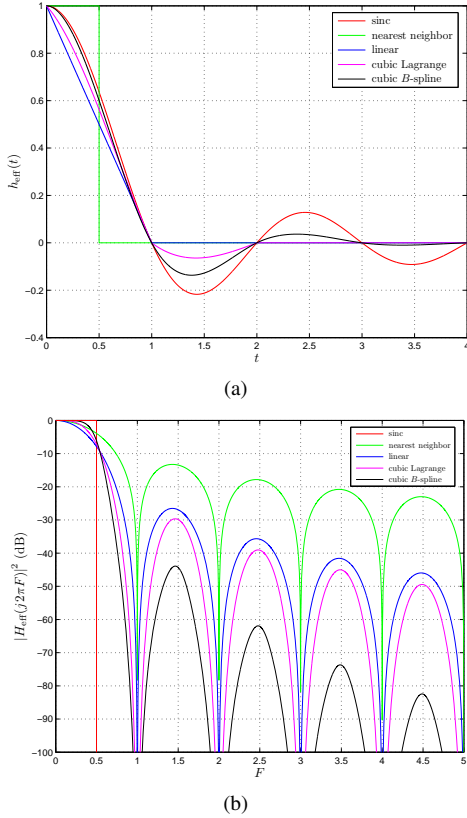 1
0.8
0.6
0.4
0.2
0
−0.2
−0.4
h_eff(t)
sinc
nearest neighbor
linear
cubic Lagrange
cubic B-spline
0 0.5 1 1.5 2 2.5 3 3.5 4
t
(a)
0
−10
−20
−30
−40
−50
−60
−70
−80
−90
−100
|H_eff(j2πF)|² (dB)
sinc
nearest neighbor
linear
cubic Lagrange
cubic B-spline
0 0.5 1 1.5 2 2.5 3 3.5 4 4.5 5
F
(b)